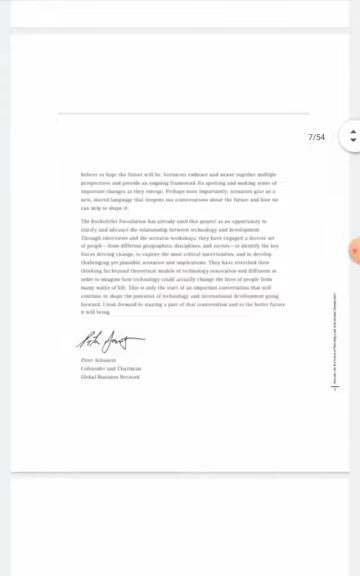 7/54
believes or hope the future will be. Scenarios embrace and weave together multiple
perspectives and provide an ongoing framework for spotting and making sense of
important changes as they emerge. Perhaps most importantly, scenarios give us a
new, shared language that deepens our conversations about the future and how we
can help to shape it.
The Rockefeller Foundation has already used this project as an opportunity to
clarify and advance the relationship between technology and development.
Through interviews and the scenario workshops, they have engaged a diverse set
of people—from different geographies, disciplines, and sectors—to identify the key
forces driving change, to explore the most critical uncertainties, and to develop
challenging yet plausible scenarios and implications. They have stretched their
thinking far beyond theoretical models of technology innovation and diffusion in
order to imagine how technology could actually change the lives of people from
many walks of life. This is only the start of an important conversation that will
continue to shape the potential of technology and international development going
forward. I look forward to staying a part of that conversation and to the better future
it will bring.
Peter Schwartz
Cofounder and Chairman
Global Business Network